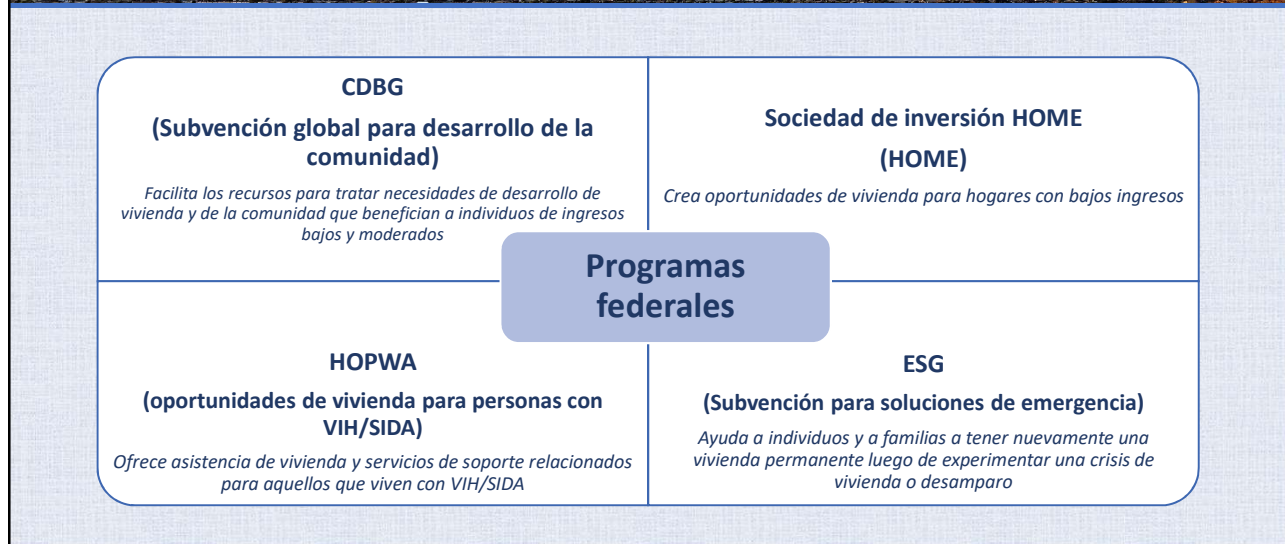 CDBG
(Subvención global para desarrollo de la
comunidad)
Facilita los recursos para tratar necesidades de desarrollo de
vivienda y de la comunidad que benefician a individuos de ingresos
bajos y moderados
Sociedad de inversión HOME
(HOME)
Crea oportunidades de vivienda para hogares con bajos ingresos
Programas
federales
HOPWA
(oportunidades de vivienda para personas con
VIH/SIDA)
Ofrece asistencia de vivienda y servicios de soporte relacionados
para aquellos que viven con VIH/SIDA
ESG
(Subvención para soluciones de emergencia)
Ayuda a individuos y a familias a tener nuevamente una
vivienda permanente luego de experimentar una crisis de
vivienda o desamparo